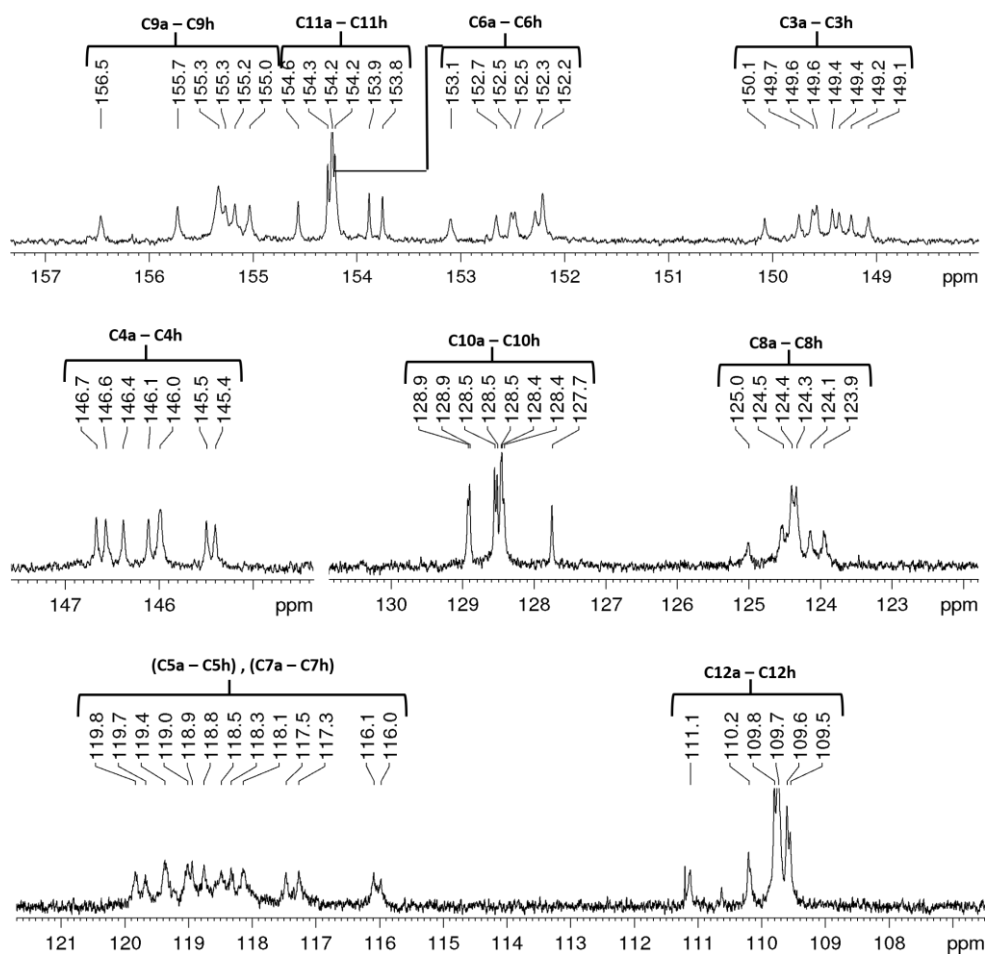 C9a – C9h C11a – C11h C6a – C6h C3a – C3h
156.5 155.7 155.3 155.3 155.2 155.0 154.6 154.3 154.2 154.2 153.9 153.8 153.1 152.7 152.5 152.5 152.3 152.2 150.1 149.7 149.6 149.6 149.4 149.4 149.2 149.1
157 156 155 154 153 152 151 150 149 ppm
C4a – C4h C10a – C10h C8a – C8h
146.7 146.6 146.4 146.1 146.0 145.5 145.4 128.9 128.9 128.5 128.5 128.5 128.4 128.4 127.7 125.0 124.5 124.4 124.3 124.1 123.9
147 146 ppm 130 129 128 127 126 125 124 123 ppm
(C5a – C5h) , (C7a – C7h) C12a – C12h
119.8 119.7 119.4 119.0 118.9 118.8 118.5 118.3 118.1 117.5 117.3 116.1 116.0 111.1 110.2 109.8 109.7 109.6 109.5
121 120 119 118 117 116 115 114 113 112 111 110 109 108 ppm